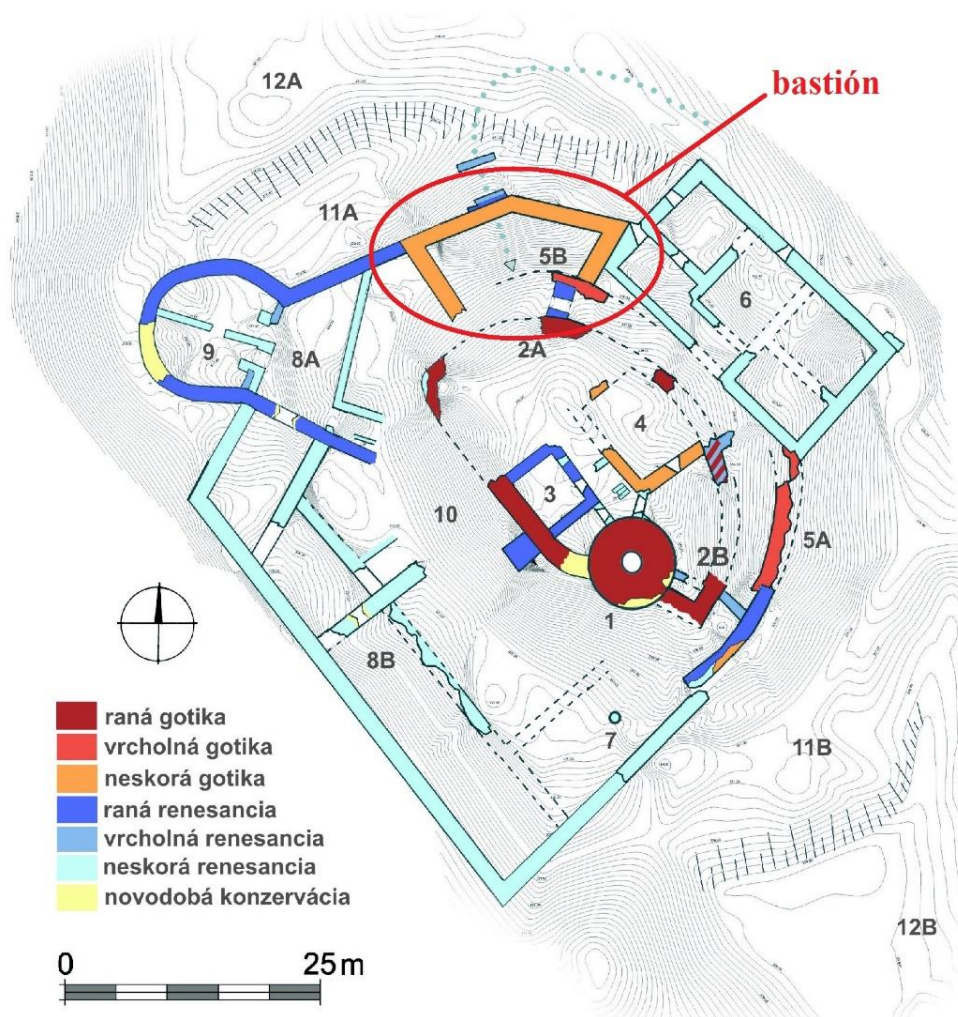 12A
bastión
11A
5B
6
2A
9
8A
4
3
10
5A
2B
1
8B
7
11B
12B
raná gotika
vrcholná gotika
neskorá gotika
raná renesancia
vrcholná renesancia
neskorá renesancia
novodobá konzervácia
0 25m